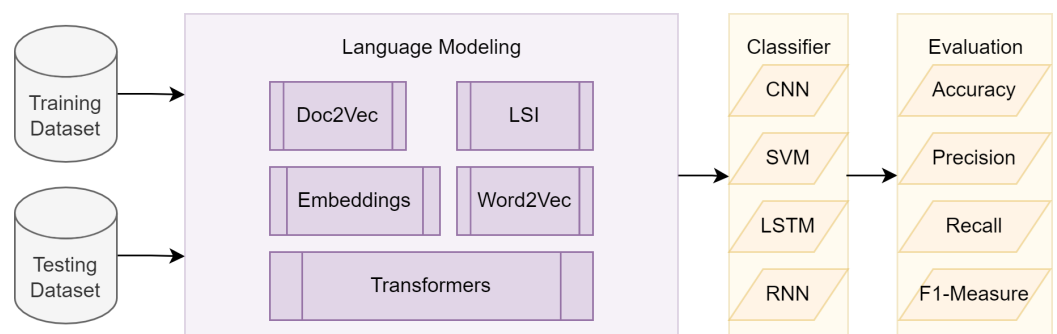 Training
Dataset
Testing
Dataset
Language Modeling
Doc2Vec
LSI
Embeddings
Word2Vec
Transformers
Classifier
CNN
SVM
LSTM
RNN
Evaluation
Accuracy
Precision
Recall
F1-Measure